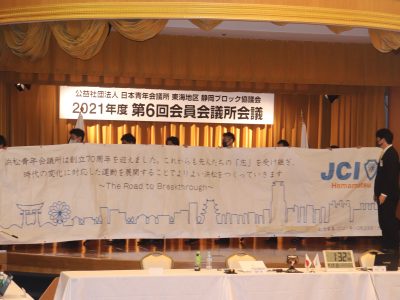 公益社団法人 日本青年会議所 東海地区 静岡ブロック協議会
2021年度 第6回会員会議所会議
浜松青年会議所は創立70周年を迎えました。これからも先人たちの「志」を受け継ぎ、
時代の変化に対応した運動を展開することでよりよい浜松をつくっていきます
～The Road to Breakthrough～
JCI
Hamamatsu
132